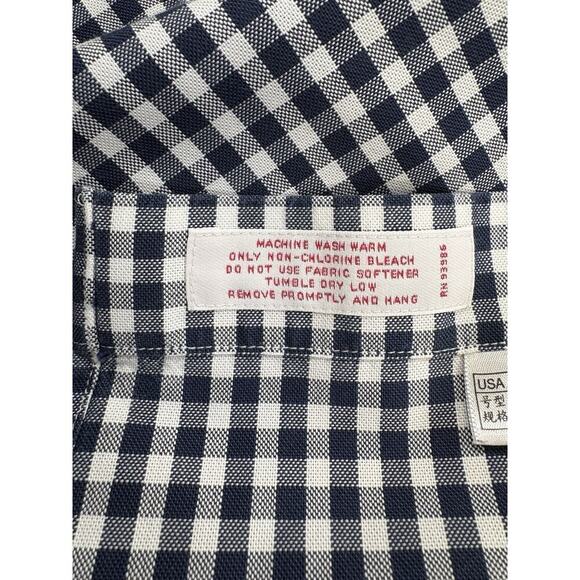 MACHINE WASH WARM
ONLY NON-CHLORINE BLEACH
DO NOT USE FABRIC SOFTENER
TUMBLE DRY LOW
REMOVE PROMPTLY AND HANG
RN 93986
USA
号型
规格